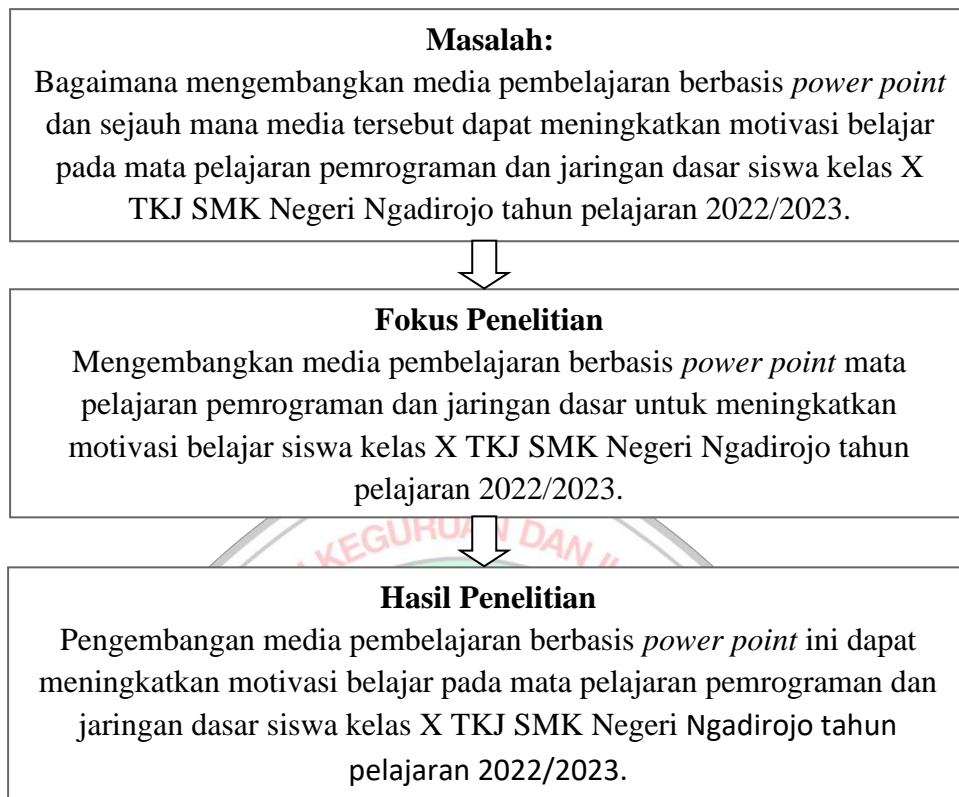 Masalah:
Bagaimana mengembangkan media pembelajaran berbasis power point
dan sejauh mana media tersebut dapat meningkatkan motivasi belajar
pada mata pelajaran pemrograman dan jaringan dasar siswa kelas X
TKJ SMK Negeri Ngadirojo tahun pelajaran 2022/2023.
Fokus Penelitian
Mengembangkan media pembelajaran berbasis power point mata
pelajaran pemrograman dan jaringan dasar untuk meningkatkan
motivasi belajar siswa kelas X TKJ SMK Negeri Ngadirojo tahun
pelajaran 2022/2023.
KEGURUAN DAN
Hasil Penelitian
Pengembangan media pembelajaran berbasis power point ini dapat
meningkatkan motivasi belajar pada mata pelajaran pemrograman dan
jaringan dasar siswa kelas X TKJ SMK Negeri Ngadirojo tahun
pelajaran 2022/2023.